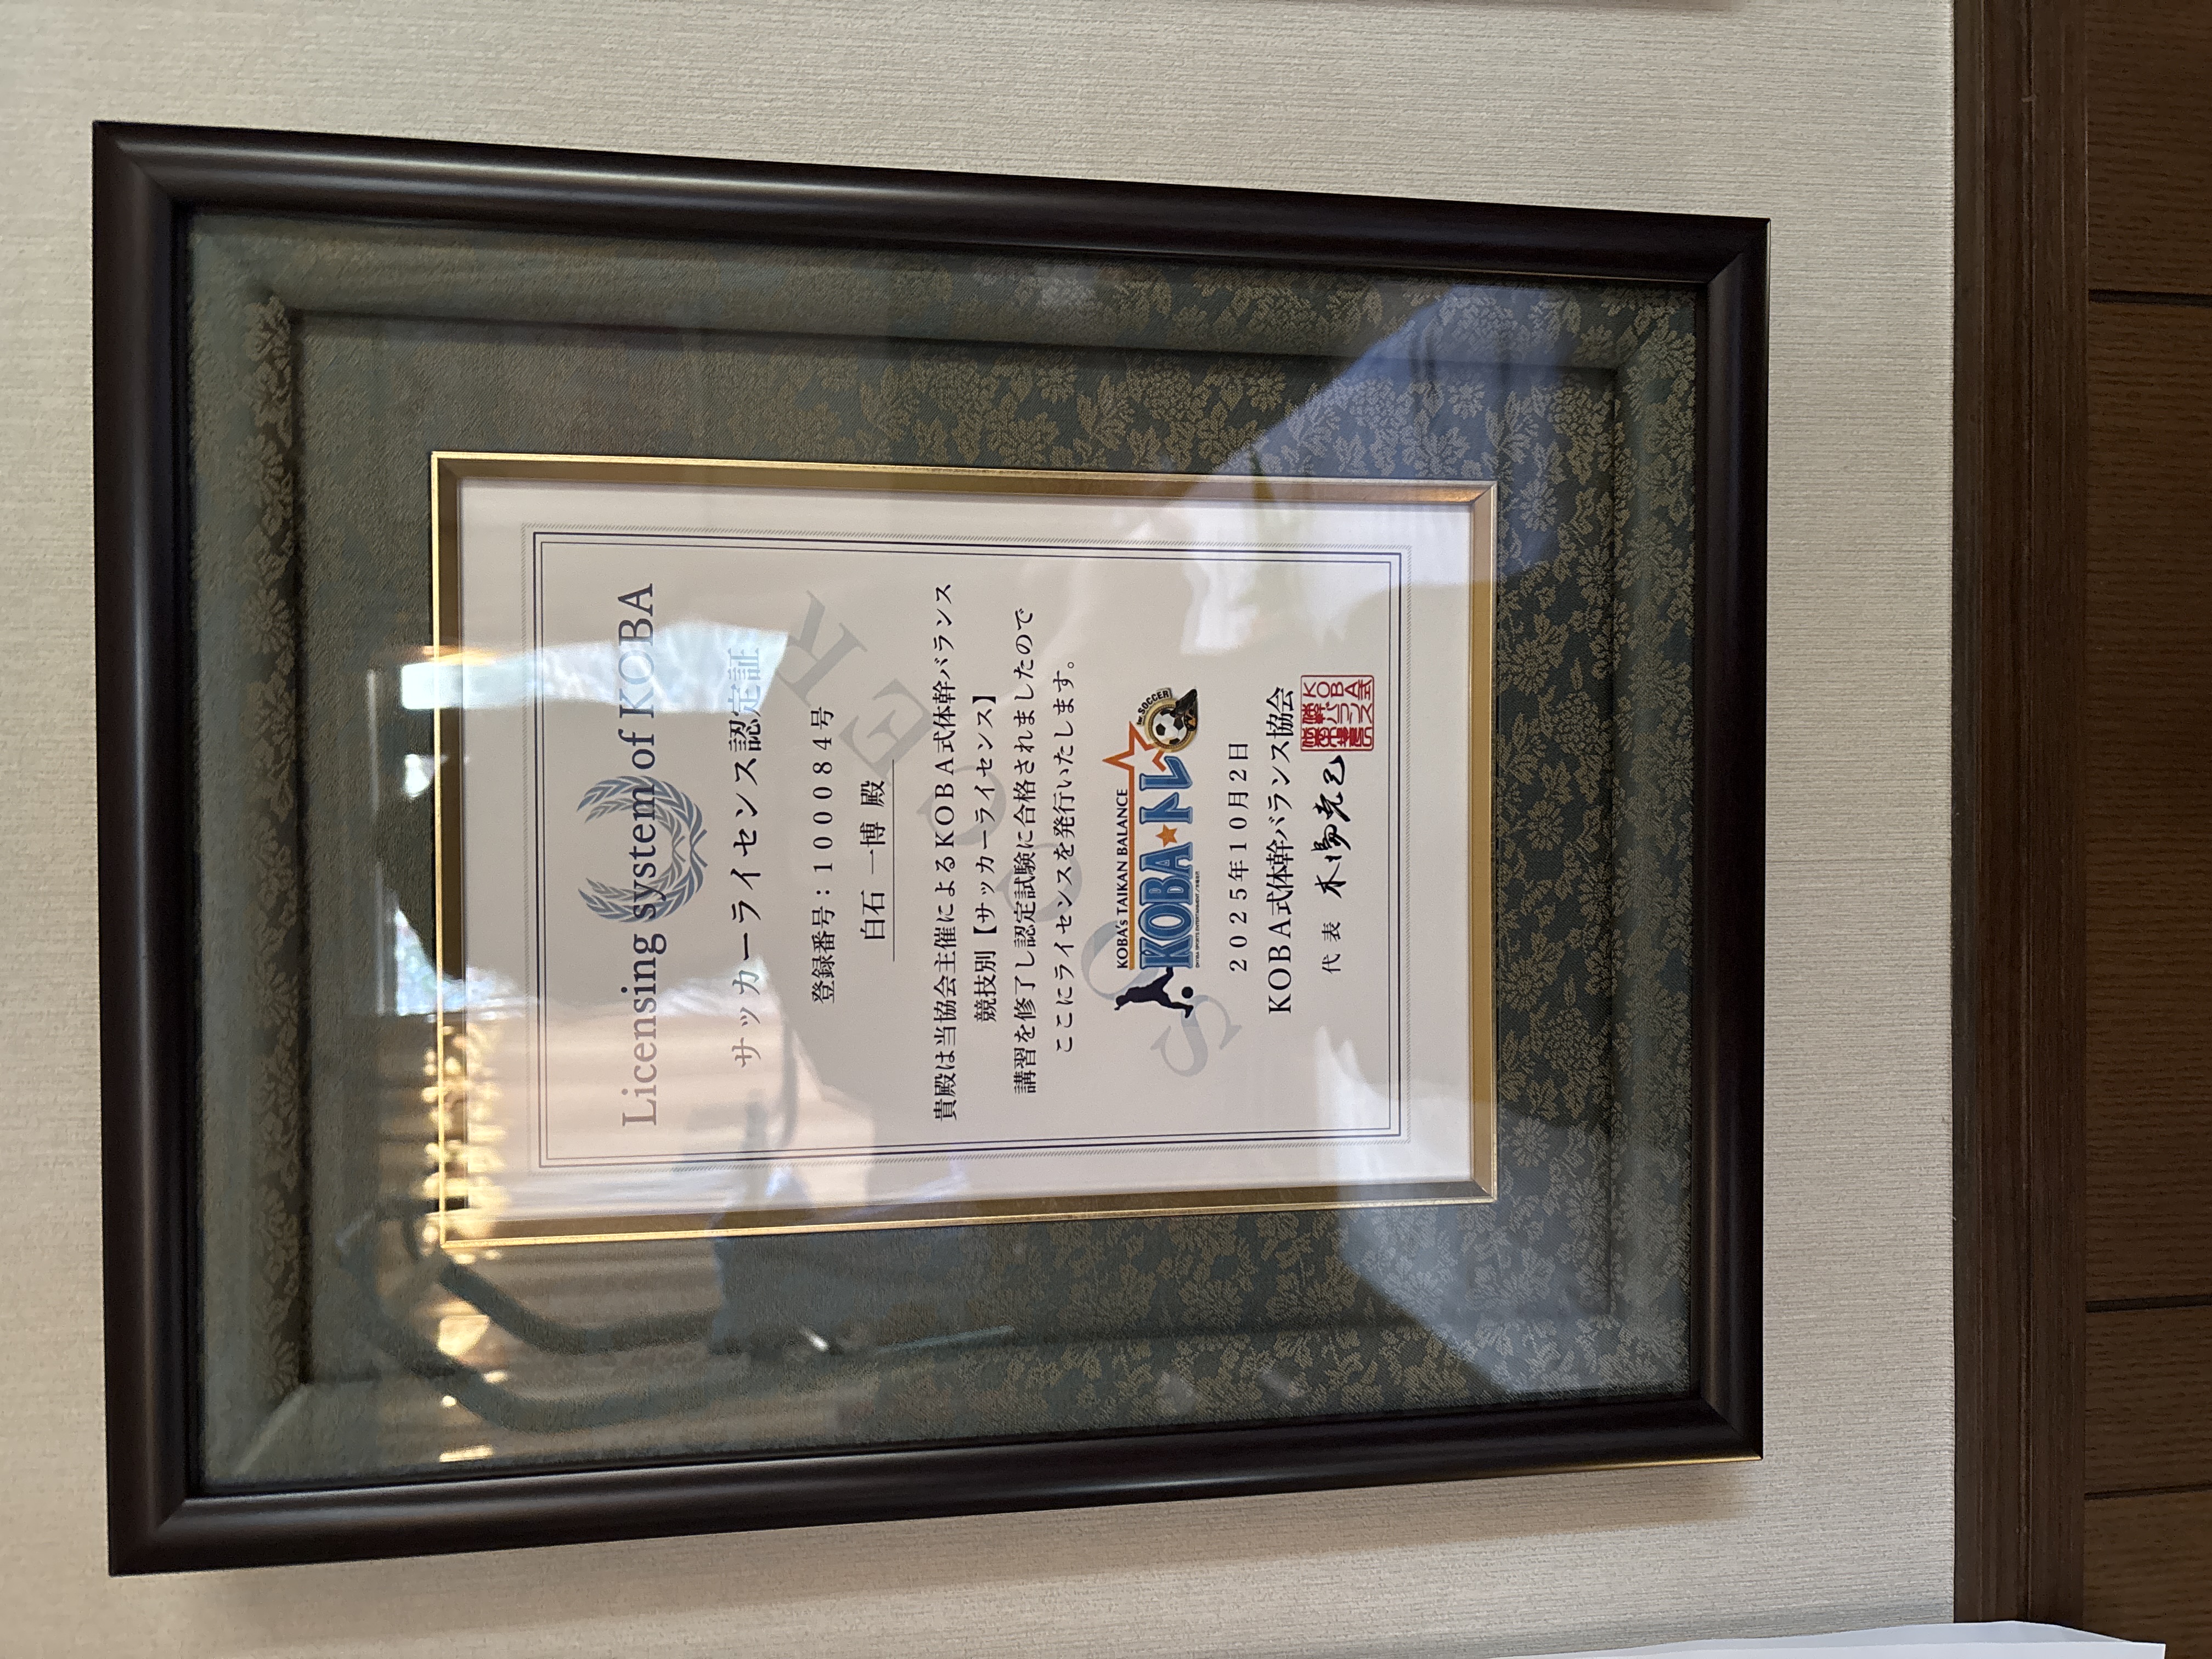 Licensing system of KOBA
サッカーライセンス認定証
登録番号：1000084号
白石 一博 殿
貴殿は当協会主催によるKOBA式体幹バランス
競技別【サッカーライセンス】
講習を修了し認定試験に合格されましたので
ここにライセンスを発行いたします。
SOCCER
KOBA's TAIKAN BALANCE
KOBA★トレ
for SOCCER
2025年10月2日
KOBA式体幹バランス協会
代表 木場克己